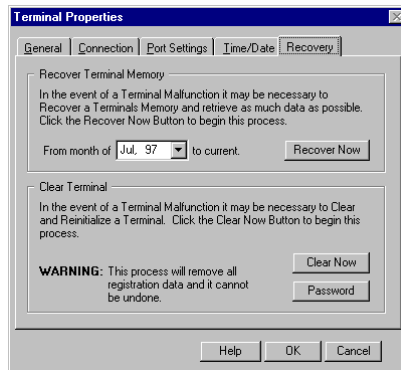 Terminal Properties
General Connection Port Settings Time/Date Recovery
Recover Terminal Memory
In the event of a Terminal Malfunction it may be necessary to
Recover a Terminals Memory and retrieve as much data as possible.
Click the Recover Now Button to begin this process.
From month of Jul, 97 to current. Recover Now
Clear Terminal
In the event of a Terminal Malfunction it may be necessary to Clear
and Reinitialize a Terminal. Click the Clear Now Button to begin this
process.
Clear Now
WARNING: This process will remove all
registration data and it cannot
be undone.
Password
Help OK Cancel